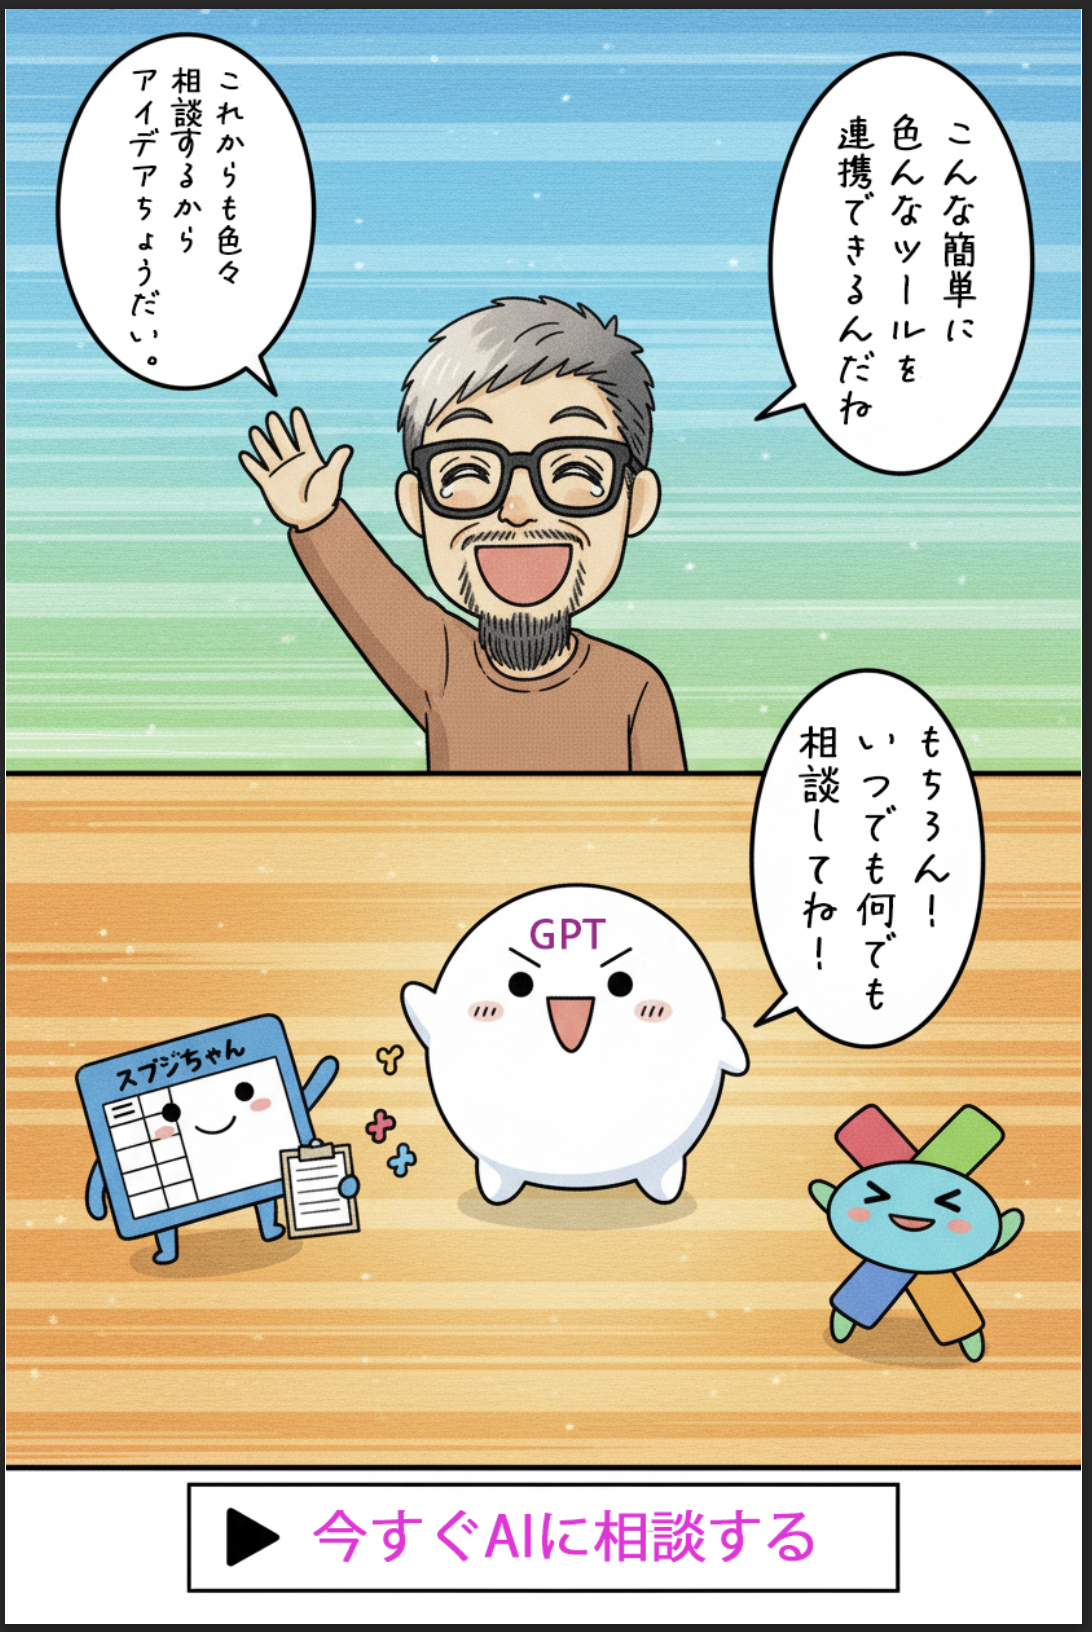 こんな簡単に
色んなツールを
連携できるんだね
これからも色々
相談するから
アイデアちょうだい。
もちろん!
いつでも何でも
相談してね!
GPT
スプジちゃん
今すぐAIに相談する